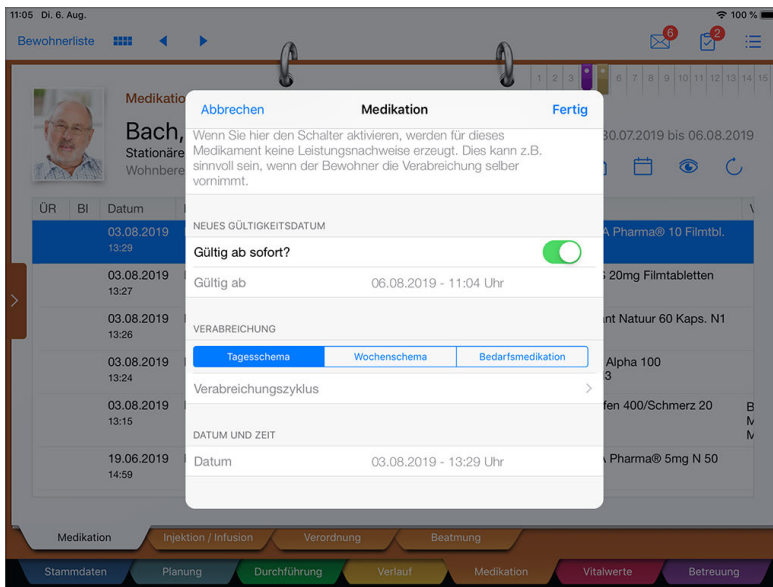 11:05 Di. 6. Aug.
100 %
Bewohnerliste
6
2
1 2 3 6 7 8 9 10 11 12 13 14 15
Medikatio
Bach,
Stationäre
Wohnbere
30.07.2019 bis 06.08.2019
Abbrechen Medikation Fertig
Wenn Sie hier den Schalter aktivieren, werden für dieses
Medikament keine Leistungsnachweise erzeugt. Dies kann z.B.
sinnvoll sein, wenn der Bewohner die Verabreichung selber
vornimmt.
NEUES GÜLTIGKEITSDATUM
Gültig ab sofort?
Gültig ab 06.08.2019 - 11:04 Uhr
VERABREICHUNG
Tagesschema Wochenschema Bedarfsmedikation
Verabreichungszyklus
DATUM UND ZEIT
Datum 03.08.2019 - 13:29 Uhr
ÜR BI Datum
03.08.2019 A Pharma® 10 Filmtbl.
13:29
03.08.2019 20mg Filmtabletten
13:27
03.08.2019 nt Natuur 60 Kaps. N1
13:26
03.08.2019 Alpha 100
13:24 3
03.08.2019 fen 400/Schmerz 20 B
13:15 M
M
19.06.2019 Pharma® 5mg N 50
14:59
Medikation Injektion / Infusion Verordnung Beatmung
Stammdaten Planung Durchführung Verlauf Medikation Vitalwerte Betreuung